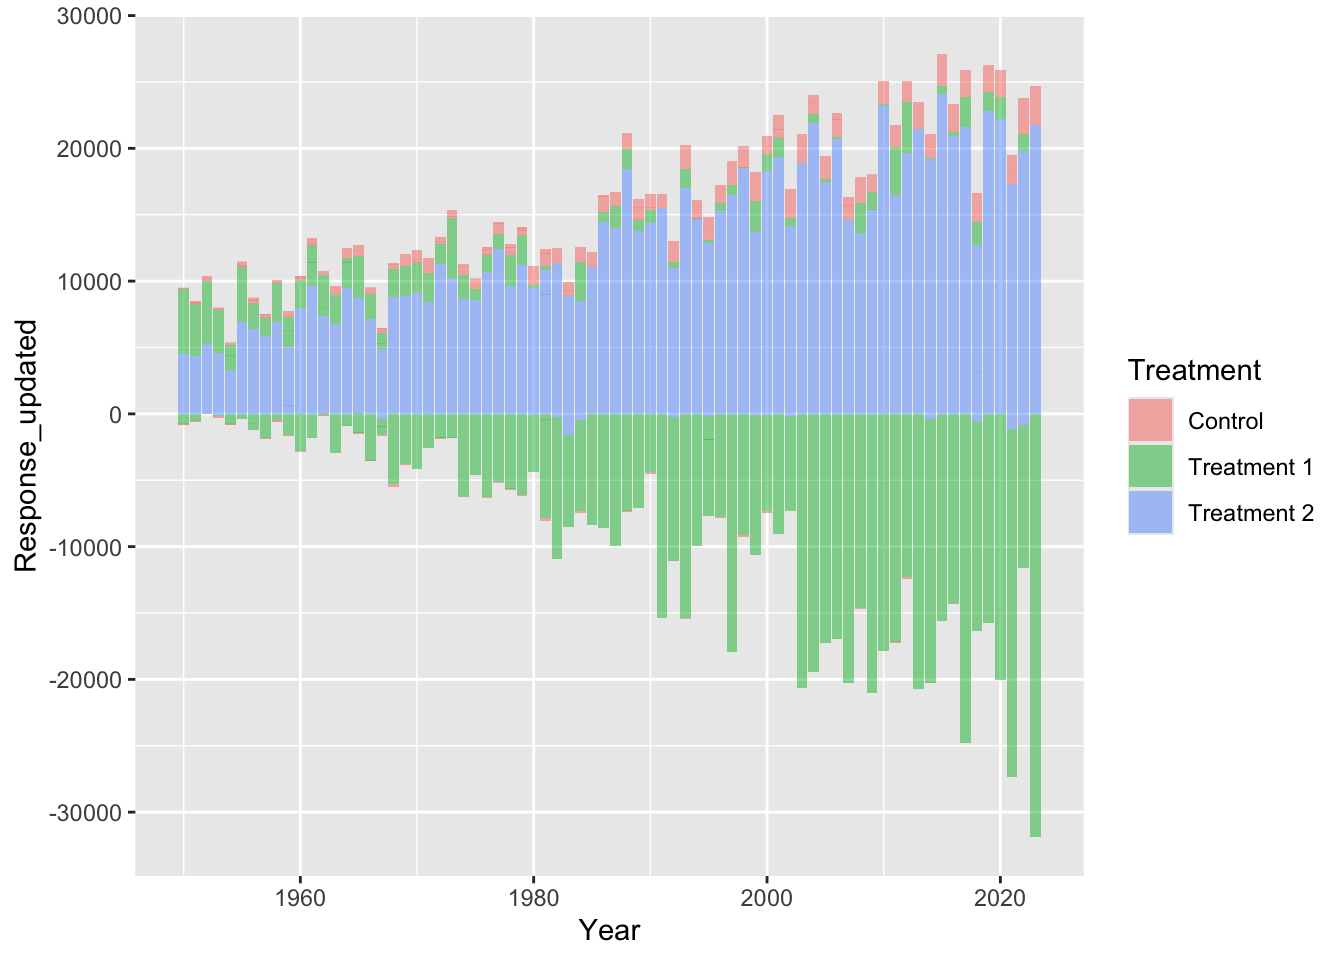 30000
20000
10000
0
-10000
-20000
-30000
Response_updated
1960
1980
2000
2020
Year
Treatment
Control
Treatment 1
Treatment 2